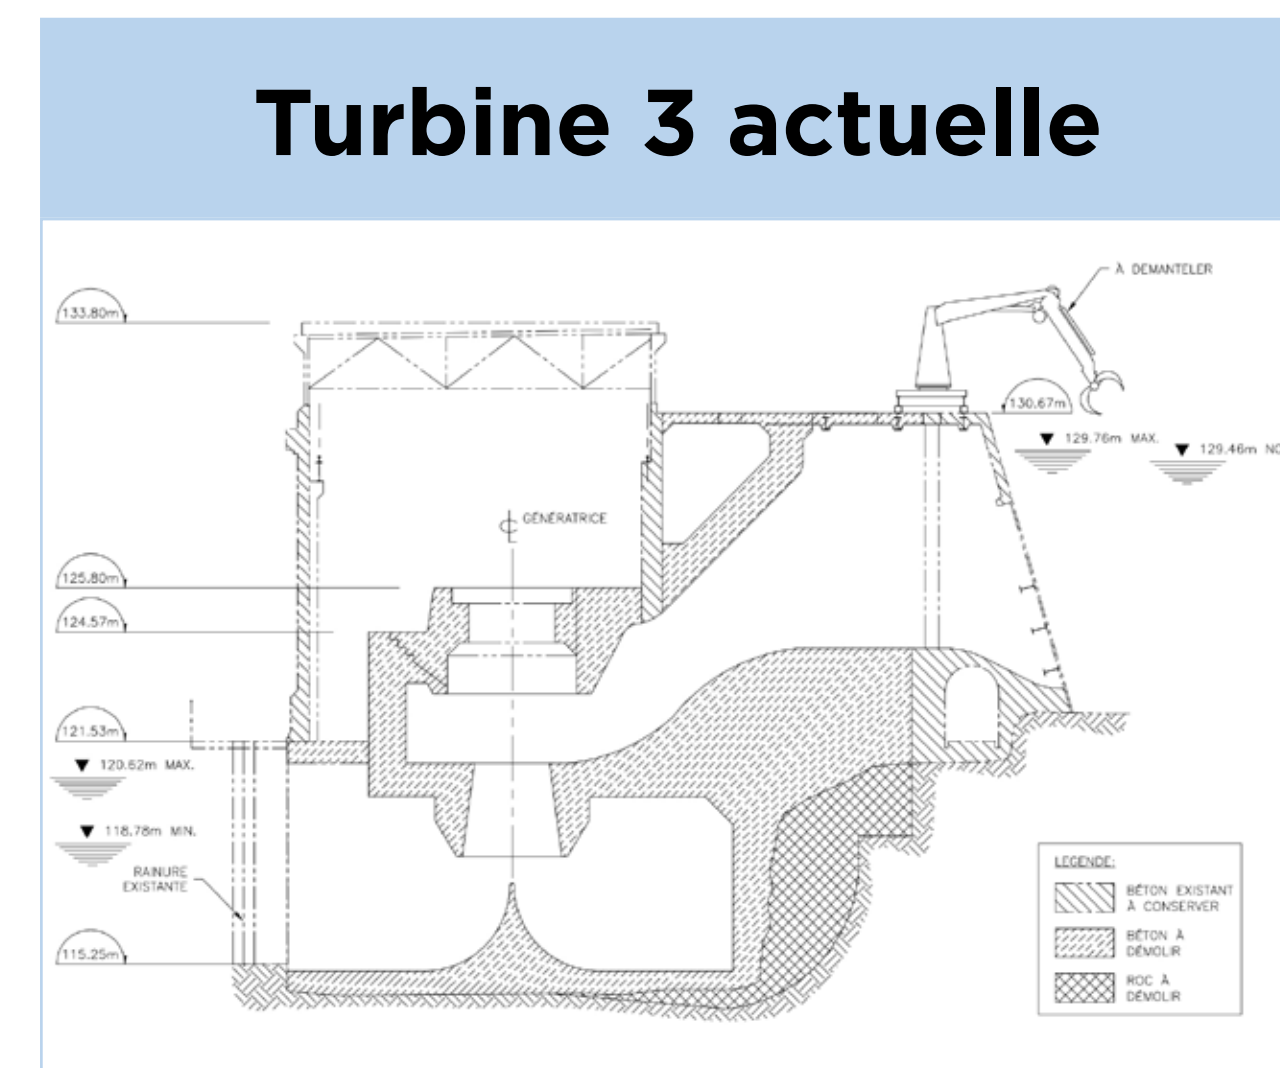 Turbine 3 actuelle
À DEMANTELER
133.80m
130.67m
129.76m MAX.
129.46m
GÉNÉRATRICE
125.80m
124.57m
121.53m
120.62m MAX.
118.78m MIN.
RAINURE
EXISTANTE
115.25m
LEGENDE:
BÉTON EXISTANT
À CONSERVER
BÉTON À
DÉMOLIR
ROC À
DÉMOLIR